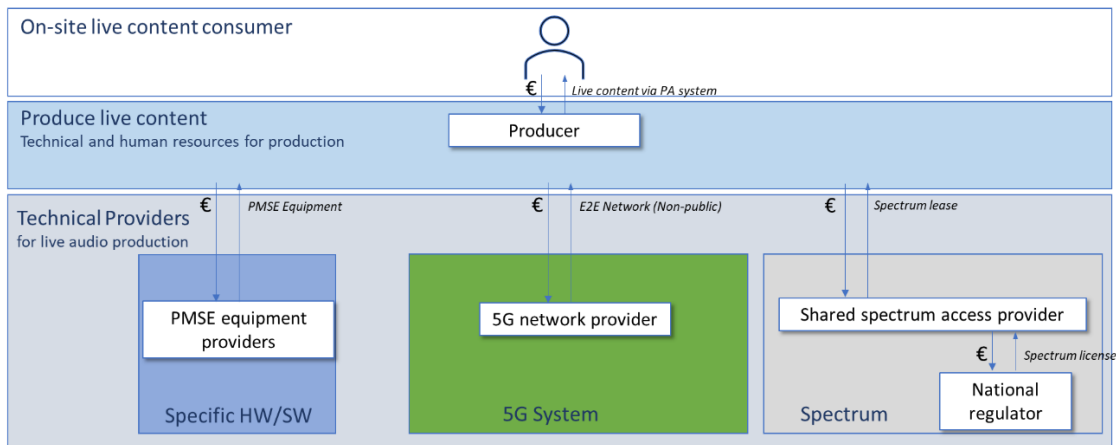 On-site live content consumer
€
Live content via PA system
Produce live content
Technical and human resources for production
Producer
€
PMSE Equipment
€
E2E Network (Non-public)
€
Spectrum lease
Technical Providers
for live audio production
PMSE equipment
providers
5G network provider
Shared spectrum access provider
€
Spectrum license
National
regulator
Specific HW/SW
5G System
Spectrum